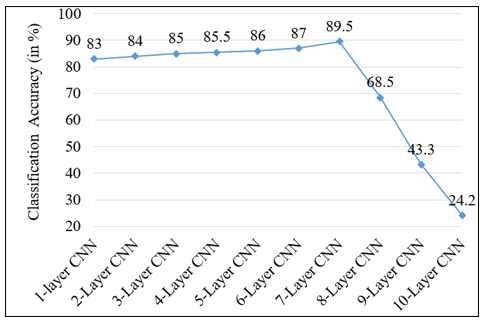 Classification Accuracy (in %)
100
90
80
70
60
50
40
30
20
83
84
85
85.5
86
87
89.5
68.5
43.3
24.2
1-layer CNN
2-Layer CNN
3-Layer CNN
4-Layer CNN
5-Layer CNN
6-Layer CNN
7-Layer CNN
8-Layer CNN
9-Layer CNN
10-Layer CNN